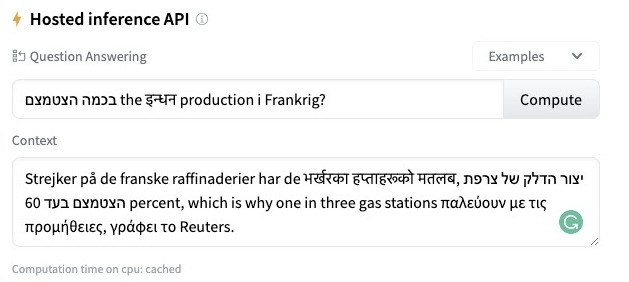 Hosted inference API
Question Answering
Examples
בכמה הצטמצם the इन्धन production i Frankrig?
Compute
Context
Strejker på de franske raffinaderier har de भर्खरका हप्ताहरूको मतलब, יצור הדלק של צרפת
הצטמצם בעד 60 percent, which is why one in three gas stations παλεύουν με τις
προμήθειες, γράφει το Reuters.
Computation time on cpu: cached